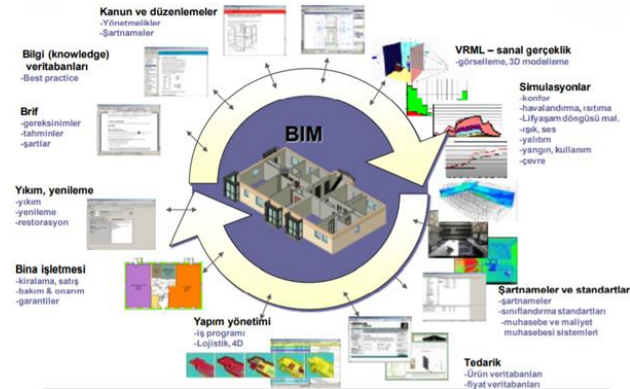 Kanun ve düzenlemeler
-Yönetmelikler
-Şartnameler
Bilgi (knowledge)
veritabanları
-Best practice
Brif
-gereksinimler
-tahminler
-şartlar
Yıkım, yenileme
-yıkım
-yenileme
-restorasyon
Bina işletmesi
-kiralama, satış
-bakım & onarım
-garantiler
Yapım yönetimi
-iş programı
-Lojistik, 4D
BIM
VRML – sanal gerçeklik
-görselleme, 3D modelleme
Simulasyonlar
-konfor
-havalandırma, ısıtma
-Lifyaşam döngüsü mal.
-ışık, ses
-yalıtım
-yangın, kullanım
-çevre
Şartnameler ve standartlar
-şartnameler
-sınıflandırma standartları
-muhasebe ve maliyet
muhasebesi sistemleri
Tedarik
-Ürün veritabanları
-fiyat veritabanları